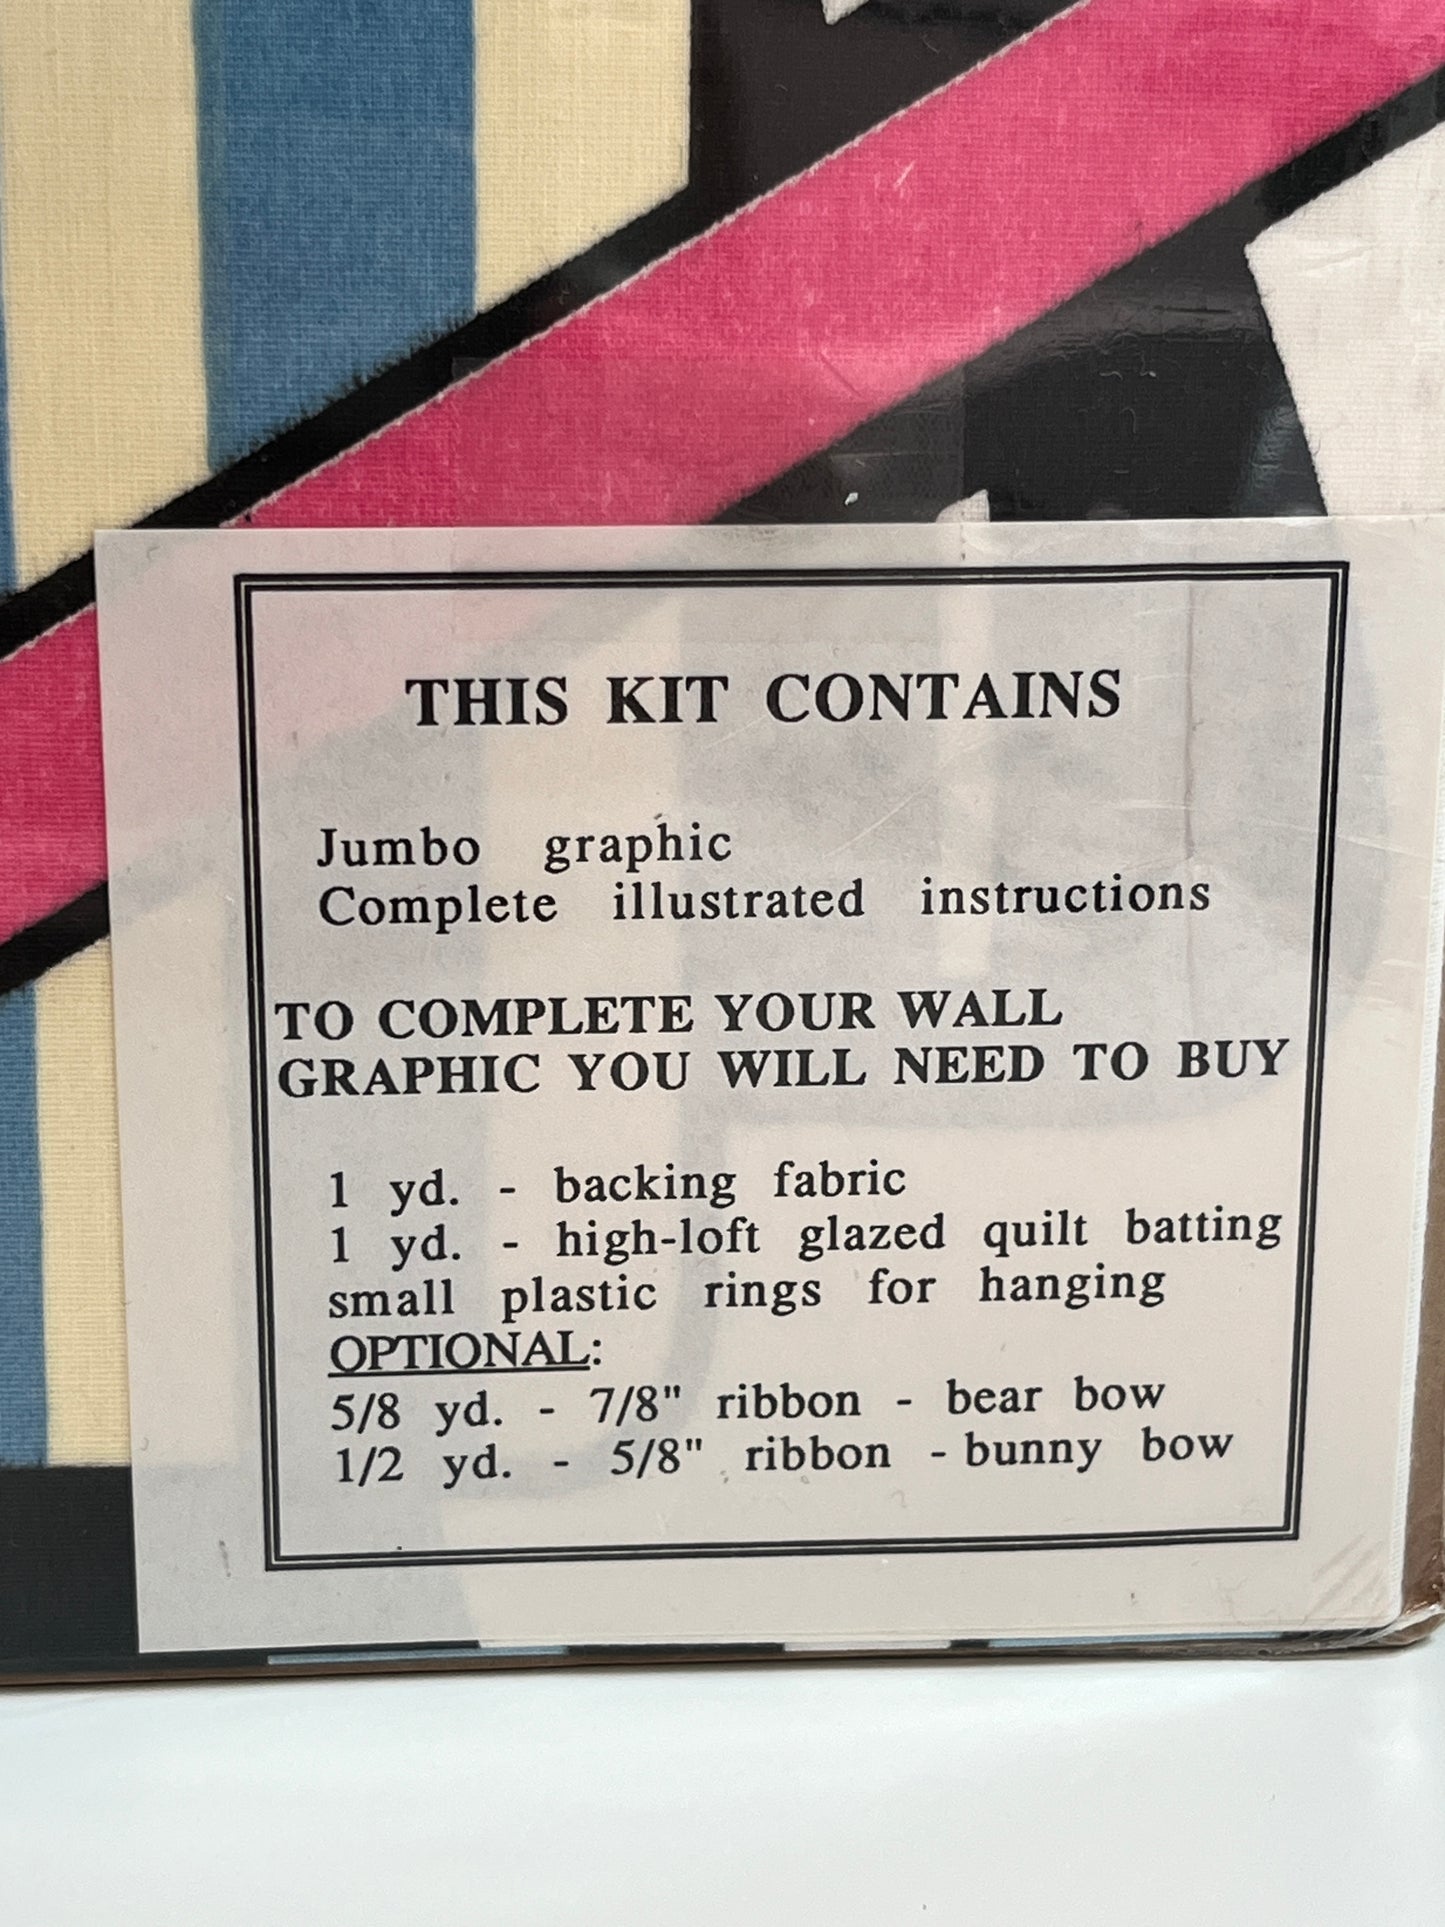 THIS KIT CONTAINS
Jumbo graphic
Complete illustrated instructions
TO COMPLETE YOUR WALL
GRAPHIC YOU WILL NEED TO BUY
1 yd. - backing fabric
1 yd. - high-loft glazed quilt batting
small plastic rings for hanging
OPTIONAL:
5/8 yd. - 7/8" ribbon - bear bow
1/2 yd. - 5/8" ribbon - bunny bow